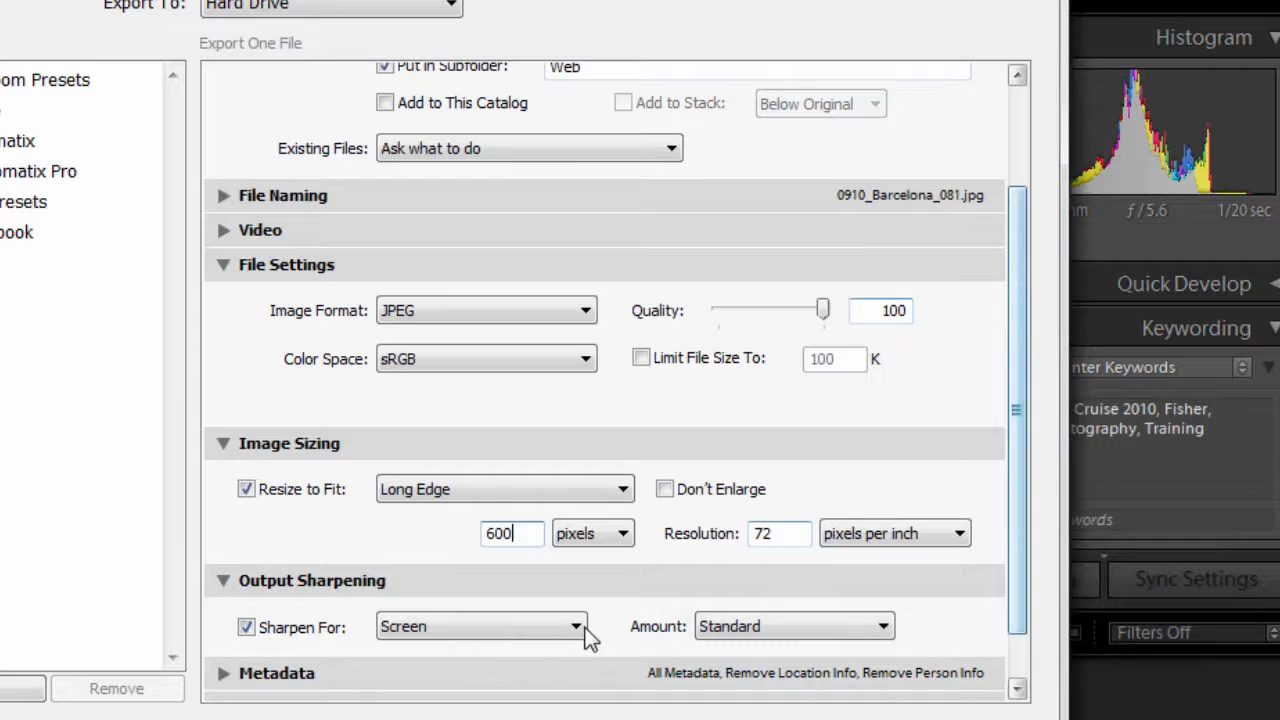 Export To: Hard Drive
Histogram
Export One File
om Presets
Put in Subfolder: Web
Add to This Catalog Add to Stack: Below Original
matix
Existing Files: Ask what to do
omatix Pro
resets
File Naming 0910_Barcelona_081.jpg
mm ƒ/5.6 1/20 sec
book
Video
File Settings
Quick Develop
Image Format: JPEG Quality: 100
Keywording
Color Space: sRGB Limit File Size To: 100 K
nter Keywords
Cruise 2010, Fisher,
tography, Training
Image Sizing
Resize to Fit: Long Edge Don't Enlarge
600 pixels Resolution: 72 pixels per inch
words
Output Sharpening
Sync Settings
Sharpen For: Screen Amount: Standard
Filters Off
Metadata All Metadata, Remove Location Info, Remove Person Info
Remove